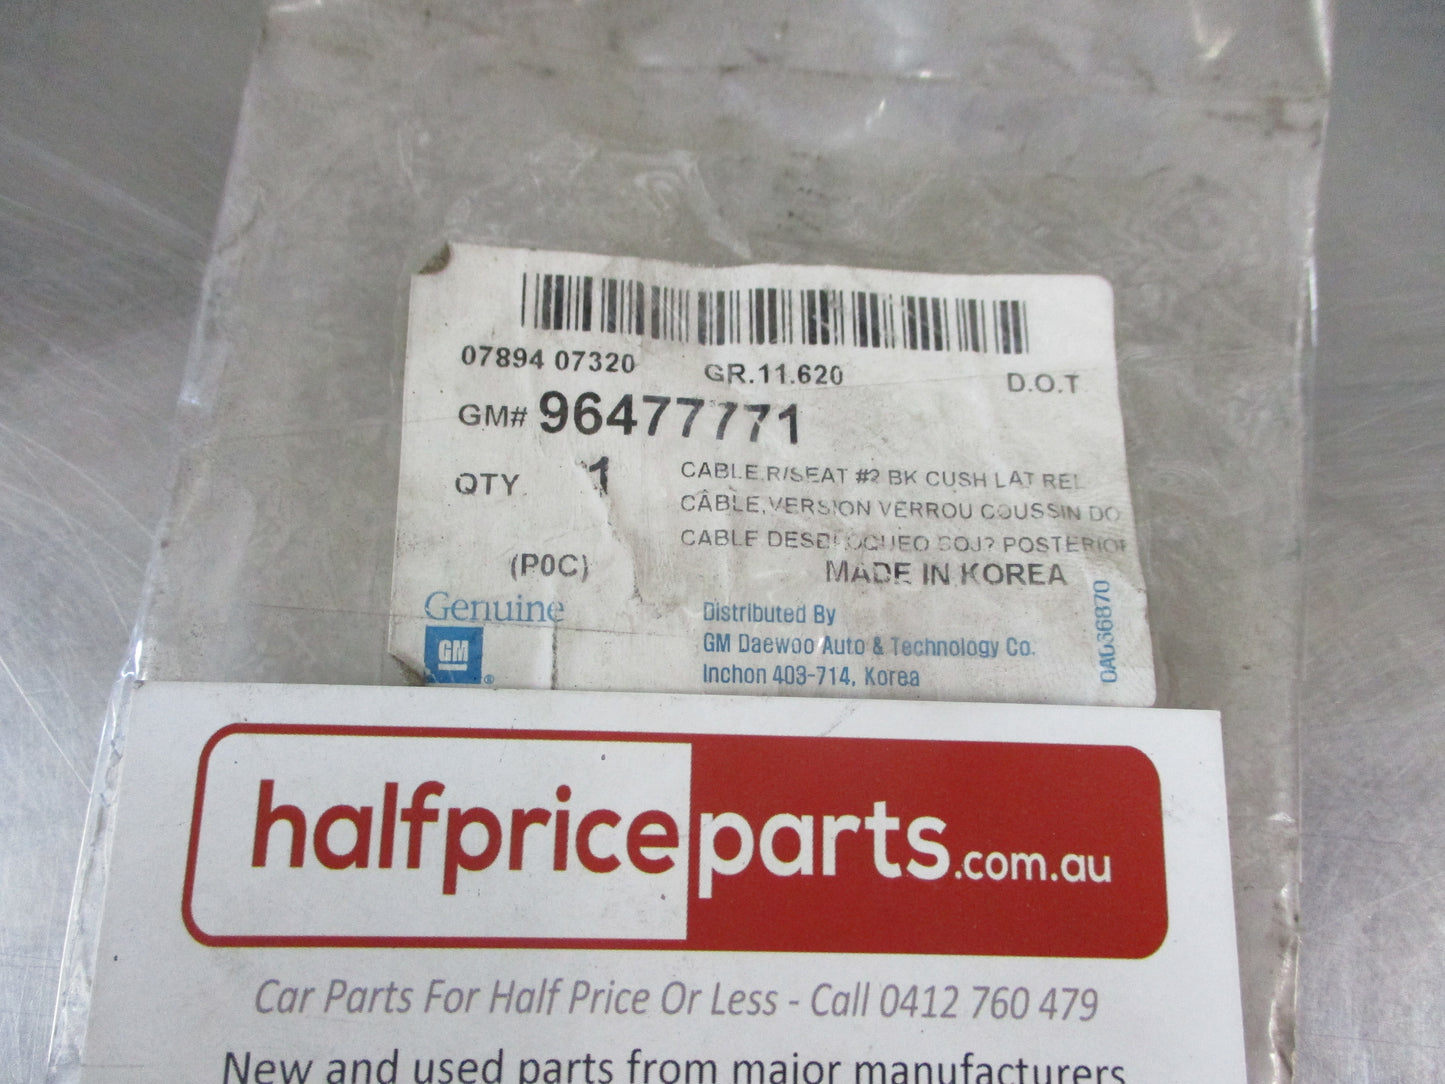 07894 07320 GR.11.620 D.O.T
GM# 96477771
QTY 1 CABLE,R/SEAT #2 BK CUSH LAT REL
CÂBLE,VERSION VERROU COUSSIN DO
CABLE DESBLOQUEO COJ? POSTERIOR
(P0C) MADE IN KOREA
Genuine
GM
Distributed By
GM Daewoo Auto & Technology Co.
Inchon 403-714, Korea
halfpriceparts.com.au
Car Parts For Half Price Or Less - Call 0412 760 479
New and used parts from major manufacturers